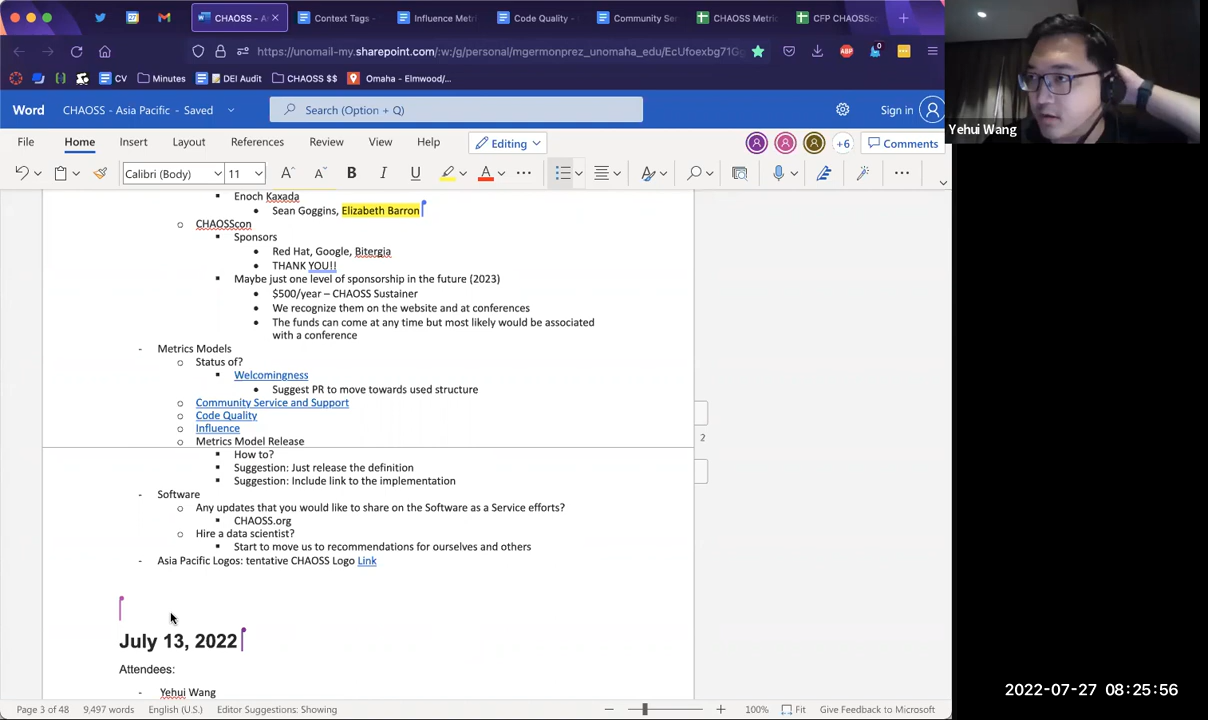 CHAOSS - A
Context Tags -
Influence Metri
Code Quality -
Community Ser
CHAOSS Metric
CFP CHAOSSco
https://unomail-my.sharepoint.com/:w:/g/personal/mgermonprez_unomaha_edu/EcUfoexbg71G
ABP
0
CV
Minutes
DEI Audit
CHAOSS $$
Omaha - Elmwood/...
Yehui Wang
Word
CHAOSS - Asia Pacific - Saved
Search (Option + Q)
Sign in
File
Home
Insert
Layout
References
Review
View
Help
Editing
+6
Comments
Calibri (Body)
11
A
A
B
I
U
A
Enoch Kaxada
Sean Goggins, Elizabeth Barron
CHAOSScon
Sponsors
Red Hat, Google, Bitergia
THANK YOU!!
Maybe just one level of sponsorship in the future (2023)
$500/year – CHAOSS Sustainer
We recognize them on the website and at conferences
The funds can come at any time but most likely would be associated
with a conference
- Metrics Models
Status of?
Welcomingness
Suggest PR to move towards used structure
Community Service and Support
Code Quality
Influence
Metrics Model Release
2
How to?
Suggestion: Just release the definition
Suggestion: Include link to the implementation
- Software
Any updates that you would like to share on the Software as a Service efforts?
CHAOSS.org
Hire a data scientist?
Start to move us to recommendations for ourselves and others
- Asia Pacific Logos: tentative CHAOSS Logo Link
July 13, 2022
Attendees:
- Yehui Wang
2022-07-27 08:25:56
Page 3 of 48
9,497 words
English (U.S.)
Editor Suggestions: Showing
100%
Fit
Give Feedback to Microsoft